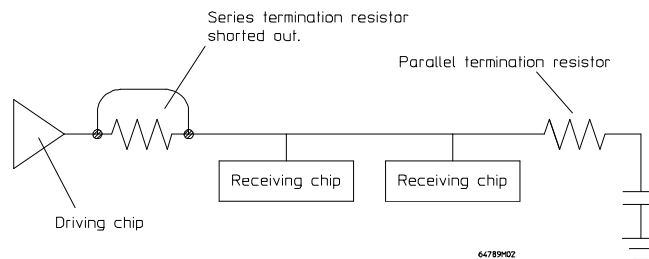 Series termination resistor
shorted out.
Parallel termination resistor
Receiving chip
Receiving chip
Driving chip
64789M02